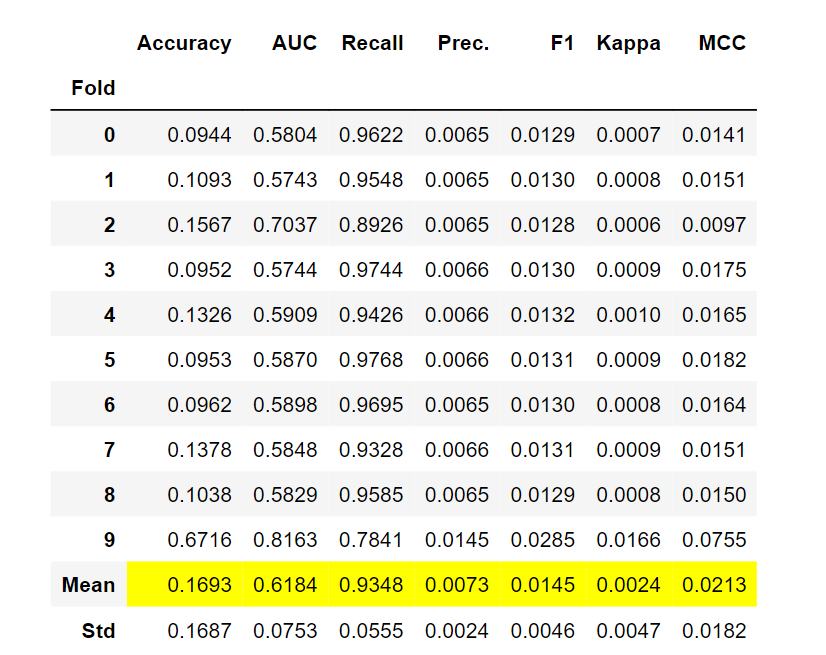 Accuracy AUC Recall Prec. F1 Kappa MCC
Fold
0 0.0944 0.5804 0.9622 0.0065 0.0129 0.0007 0.0141
1 0.1093 0.5743 0.9548 0.0065 0.0130 0.0008 0.0151
2 0.1567 0.7037 0.8926 0.0065 0.0128 0.0006 0.0097
3 0.0952 0.5744 0.9744 0.0066 0.0130 0.0009 0.0175
4 0.1326 0.5909 0.9426 0.0066 0.0132 0.0010 0.0165
5 0.0953 0.5870 0.9768 0.0066 0.0131 0.0009 0.0182
6 0.0962 0.5898 0.9695 0.0065 0.0130 0.0008 0.0164
7 0.1378 0.5848 0.9328 0.0066 0.0131 0.0009 0.0151
8 0.1038 0.5829 0.9585 0.0065 0.0129 0.0008 0.0150
9 0.6716 0.8163 0.7841 0.0145 0.0285 0.0166 0.0755
Mean 0.1693 0.6184 0.9348 0.0073 0.0145 0.0024 0.0213
Std 0.1687 0.0753 0.0555 0.0024 0.0046 0.0047 0.0182